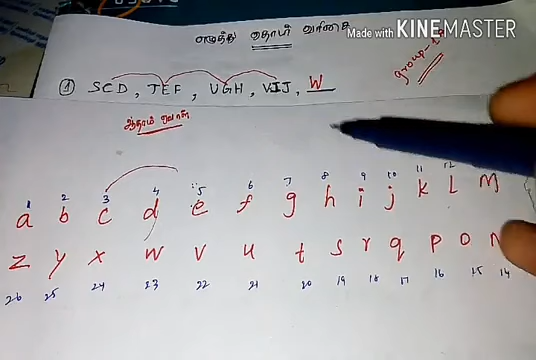 எழுத்து தொடர் வரிசை
Made with KINEMASTER
group-
① SCD, TEF, UGH, VIJ, W
1 2 3 4 5 6 7 8 9 10 11 12
a b c d e f g h i j k L M
z y x w v u t s r q p o N
26 25 24 23 22 21 20 19 18 17 16 15 14